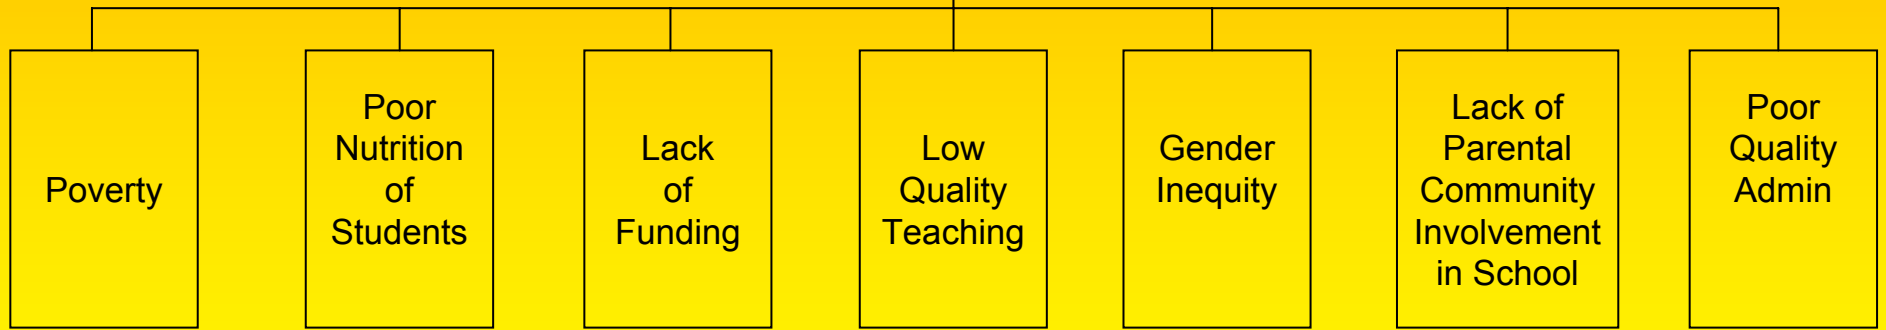 Poverty
Poor
Nutrition
of
Students
Lack
of
Funding
Low
Quality
Teaching
Gender
Inequity
Lack of
Parental
Community
Involvement
in School
Poor
Quality
Admin